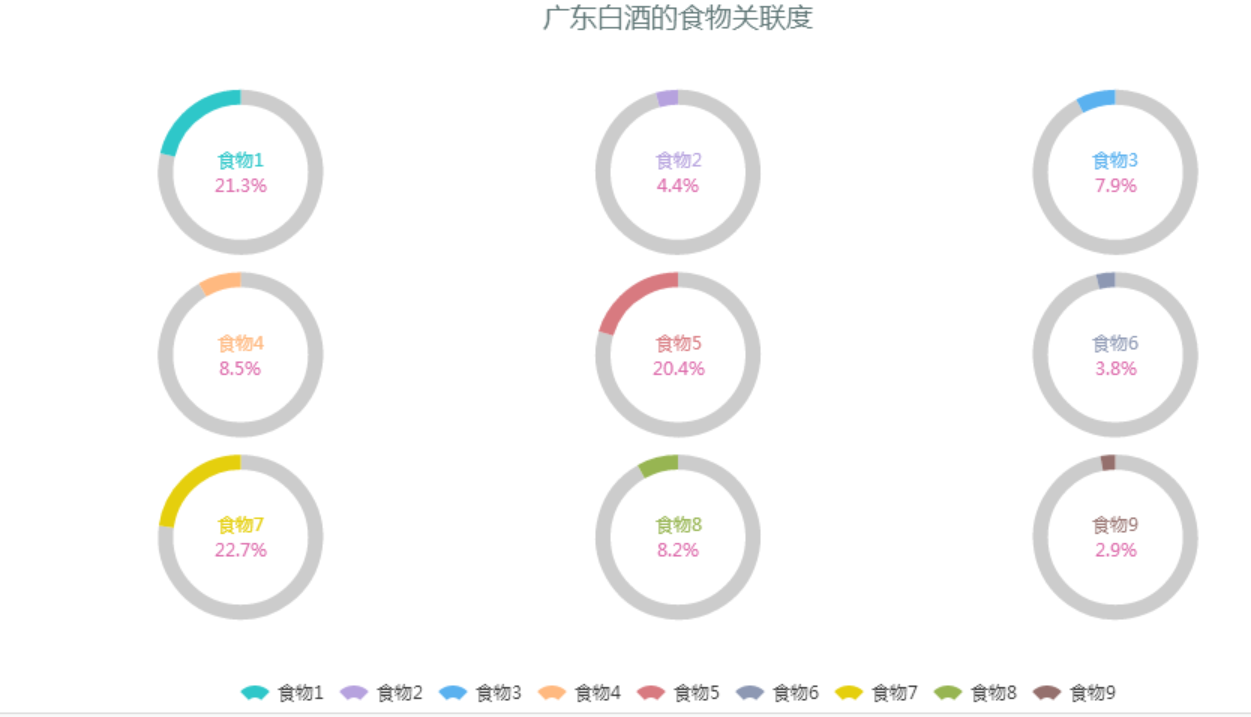 广东白酒的食物关联度
食物1
21.3%
食物2
4.4%
食物3
7.9%
食物4
8.5%
食物5
20.4%
食物6
3.8%
食物7
22.7%
食物8
8.2%
食物9
2.9%
食物1 食物2 食物3 食物4 食物5 食物6 食物7 食物8 食物9